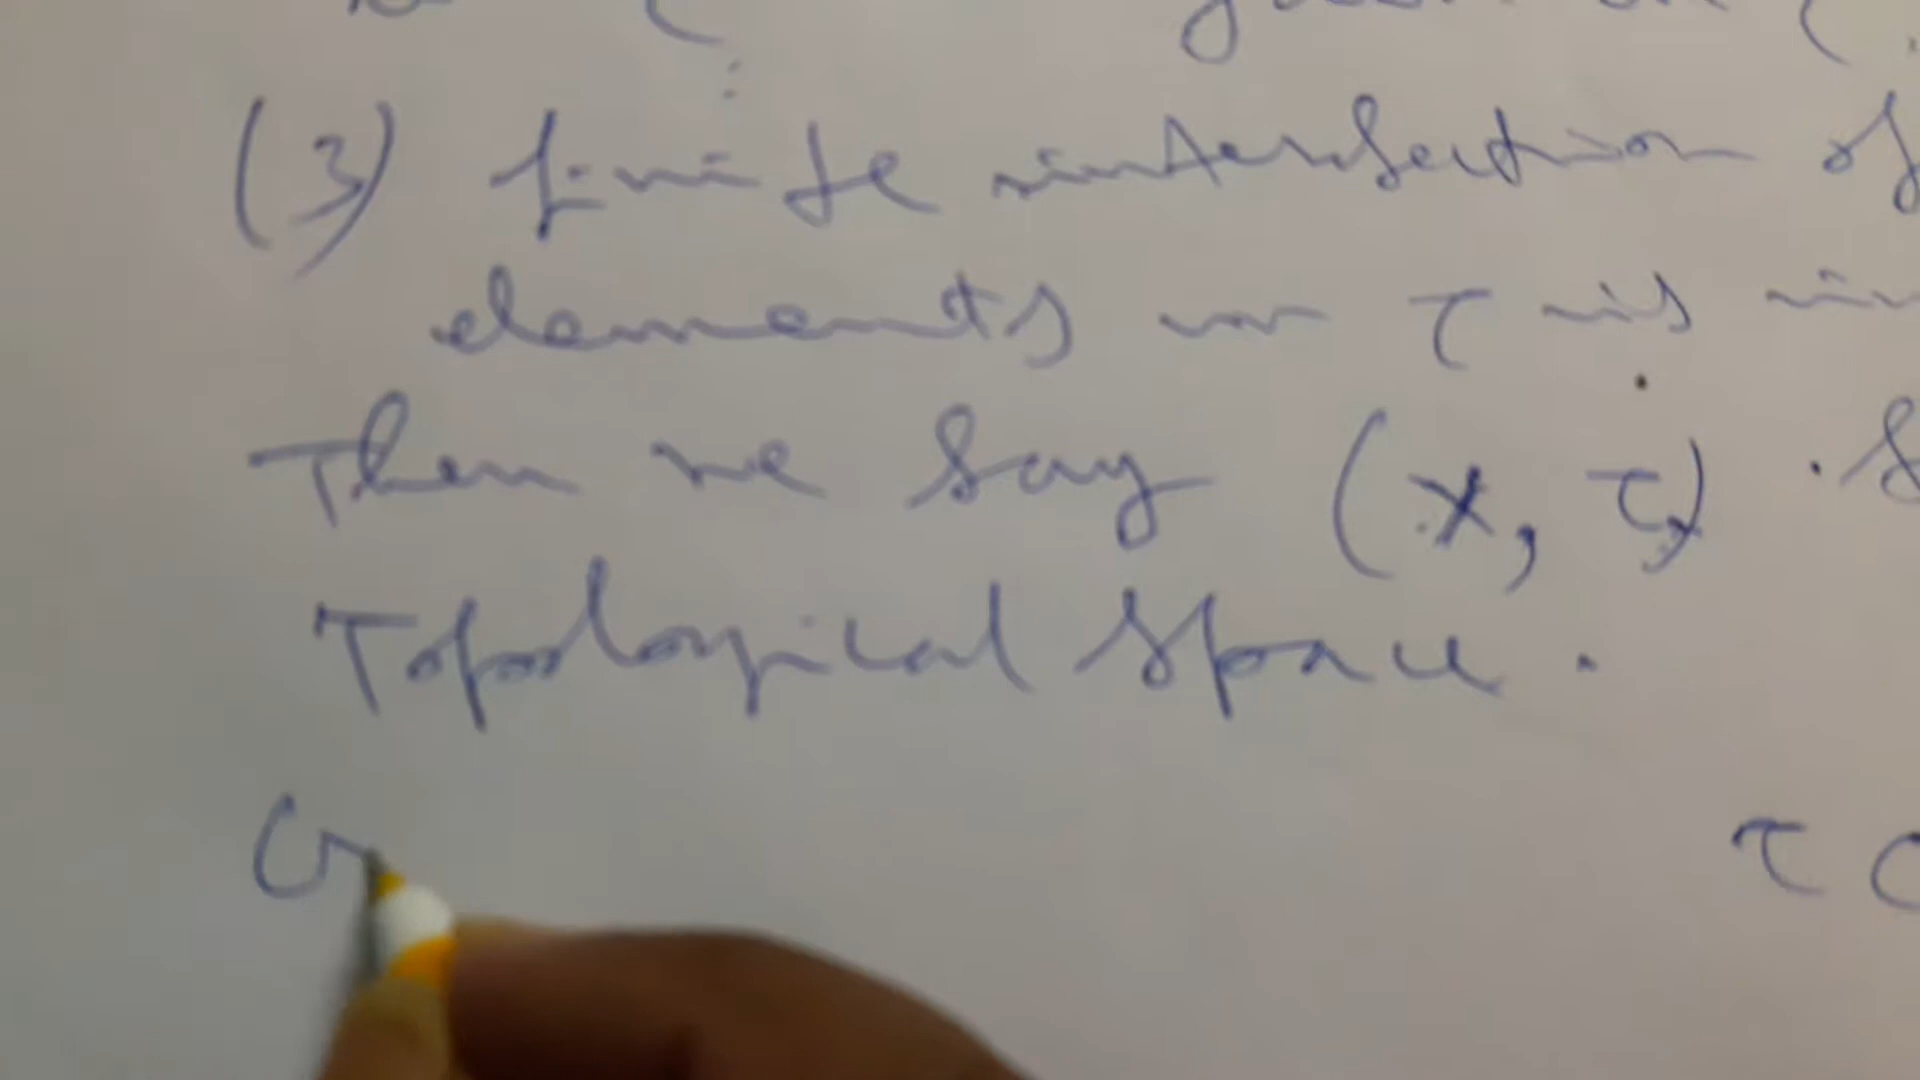 (3) finite intersection of
elements in τ is in
Then we say (X, τ)
Topological space.
τ